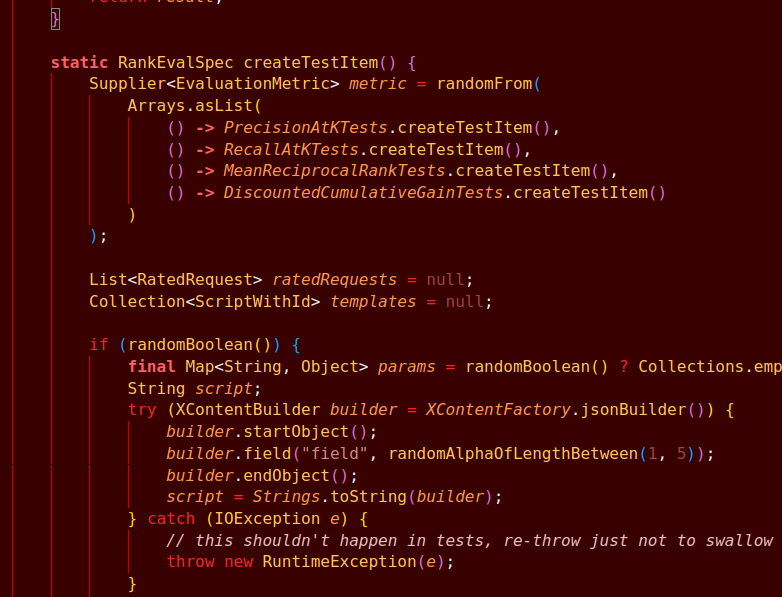 return result;
}
static RankEvalSpec createTestItem() {
Supplier<EvaluationMetric> metric = randomFrom(
Arrays.asList(
() -> PrecisionAtKTests.createTestItem(),
() -> RecallAtKTests.createTestItem(),
() -> MeanReciprocalRankTests.createTestItem(),
() -> DiscountedCumulativeGainTests.createTestItem()
)
);
List<RatedRequest> ratedRequests = null;
Collection<ScriptWithId> templates = null;
if (randomBoolean()) {
final Map<String, Object> params = randomBoolean() ? Collections.emp
String script;
try (XContentBuilder builder = XContentFactory.jsonBuilder()) {
builder.startObject();
builder.field("field", randomAlphaOfLengthBetween(1, 5));
builder.endObject();
script = Strings.toString(builder);
} catch (IOException e) {
// this shouldn't happen in tests, re-throw just not to swallow
throw new RuntimeException(e);
}